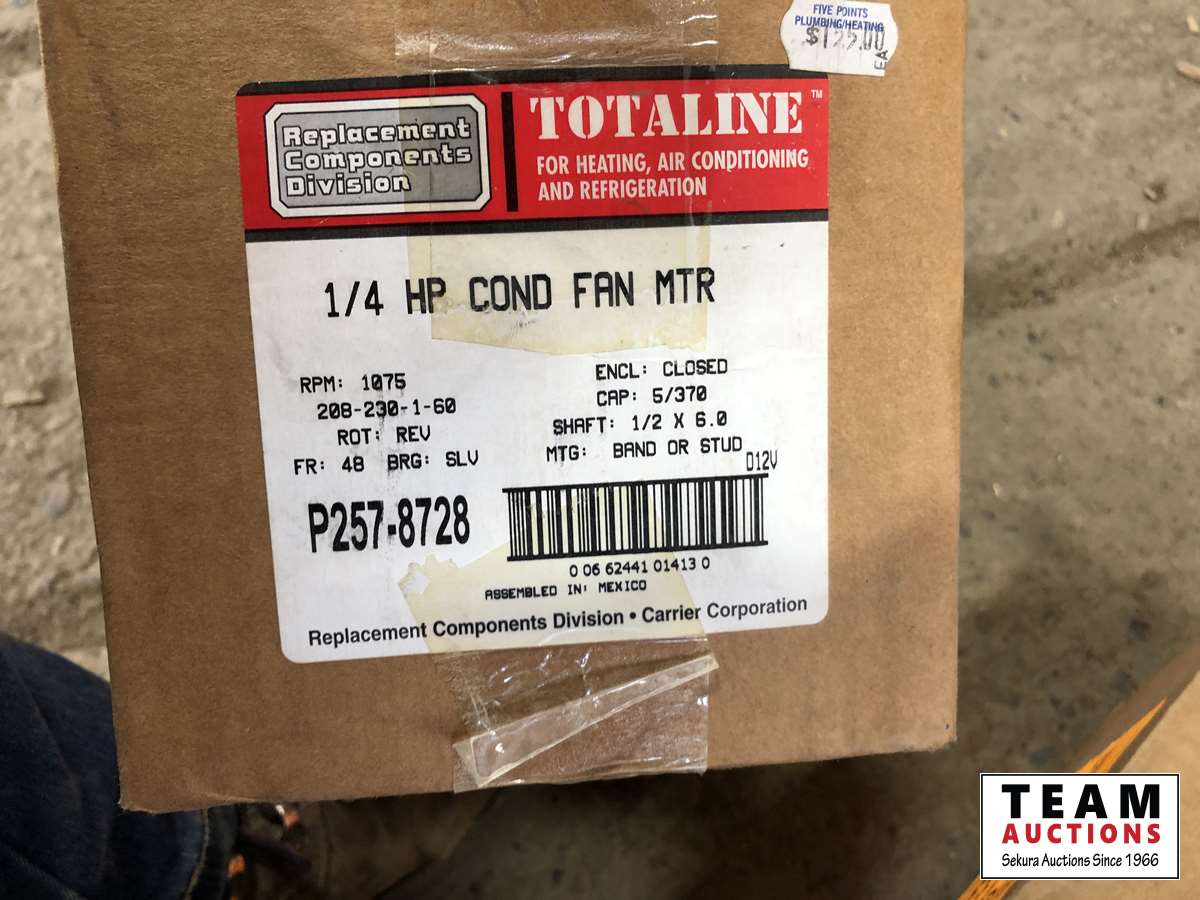 FIVE POINTS
PLUMBING/HEATING
$125.00
EA
Replacement
Components
Division
TOTALINE™
FOR HEATING, AIR CONDITIONING
AND REFRIGERATION
1/4 HP COND FAN MTR
RPM: 1075
208-230-1-60
ROT: REV
FR: 48 BRG: SLV
ENCL: CLOSED
CAP: 5/370
SHAFT: 1/2 X 6.0
MTG: BAND OR STUD
D12V
P257-8728
0 06 62441 01413 0
ASSEMBLED IN: MEXICO
Replacement Components Division • Carrier Corporation
TEAM
AUCTIONS
Sekura Auctions Since 1966